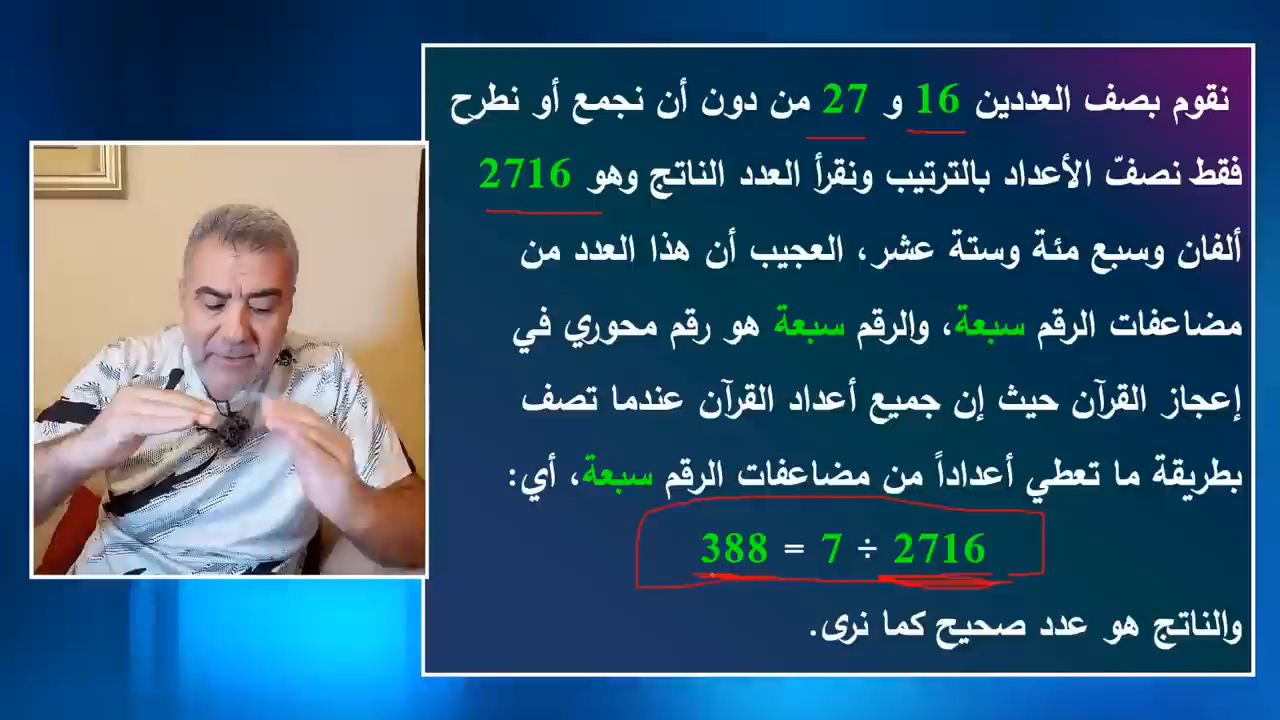 نقوم بصف العددين 16 و 27 من دون أن نجمع أو نطرح
فقط نصفّ الأعداد بالترتيب ونقرأ العدد الناتج وهو 2716
ألفان وسبع مئة وستة عشر، العجيب أن هذا العدد من
مضاعفات الرقم سبعة، والرقم سبعة هو رقم محوري في
إعجاز القرآن حيث إن جميع أعداد القرآن عندما تصف
بطريقة ما تعطي أعداداً من مضاعفات الرقم سبعة، أي:
2716 ÷ 7 = 388
والناتج هو عدد صحيح كما نرى.